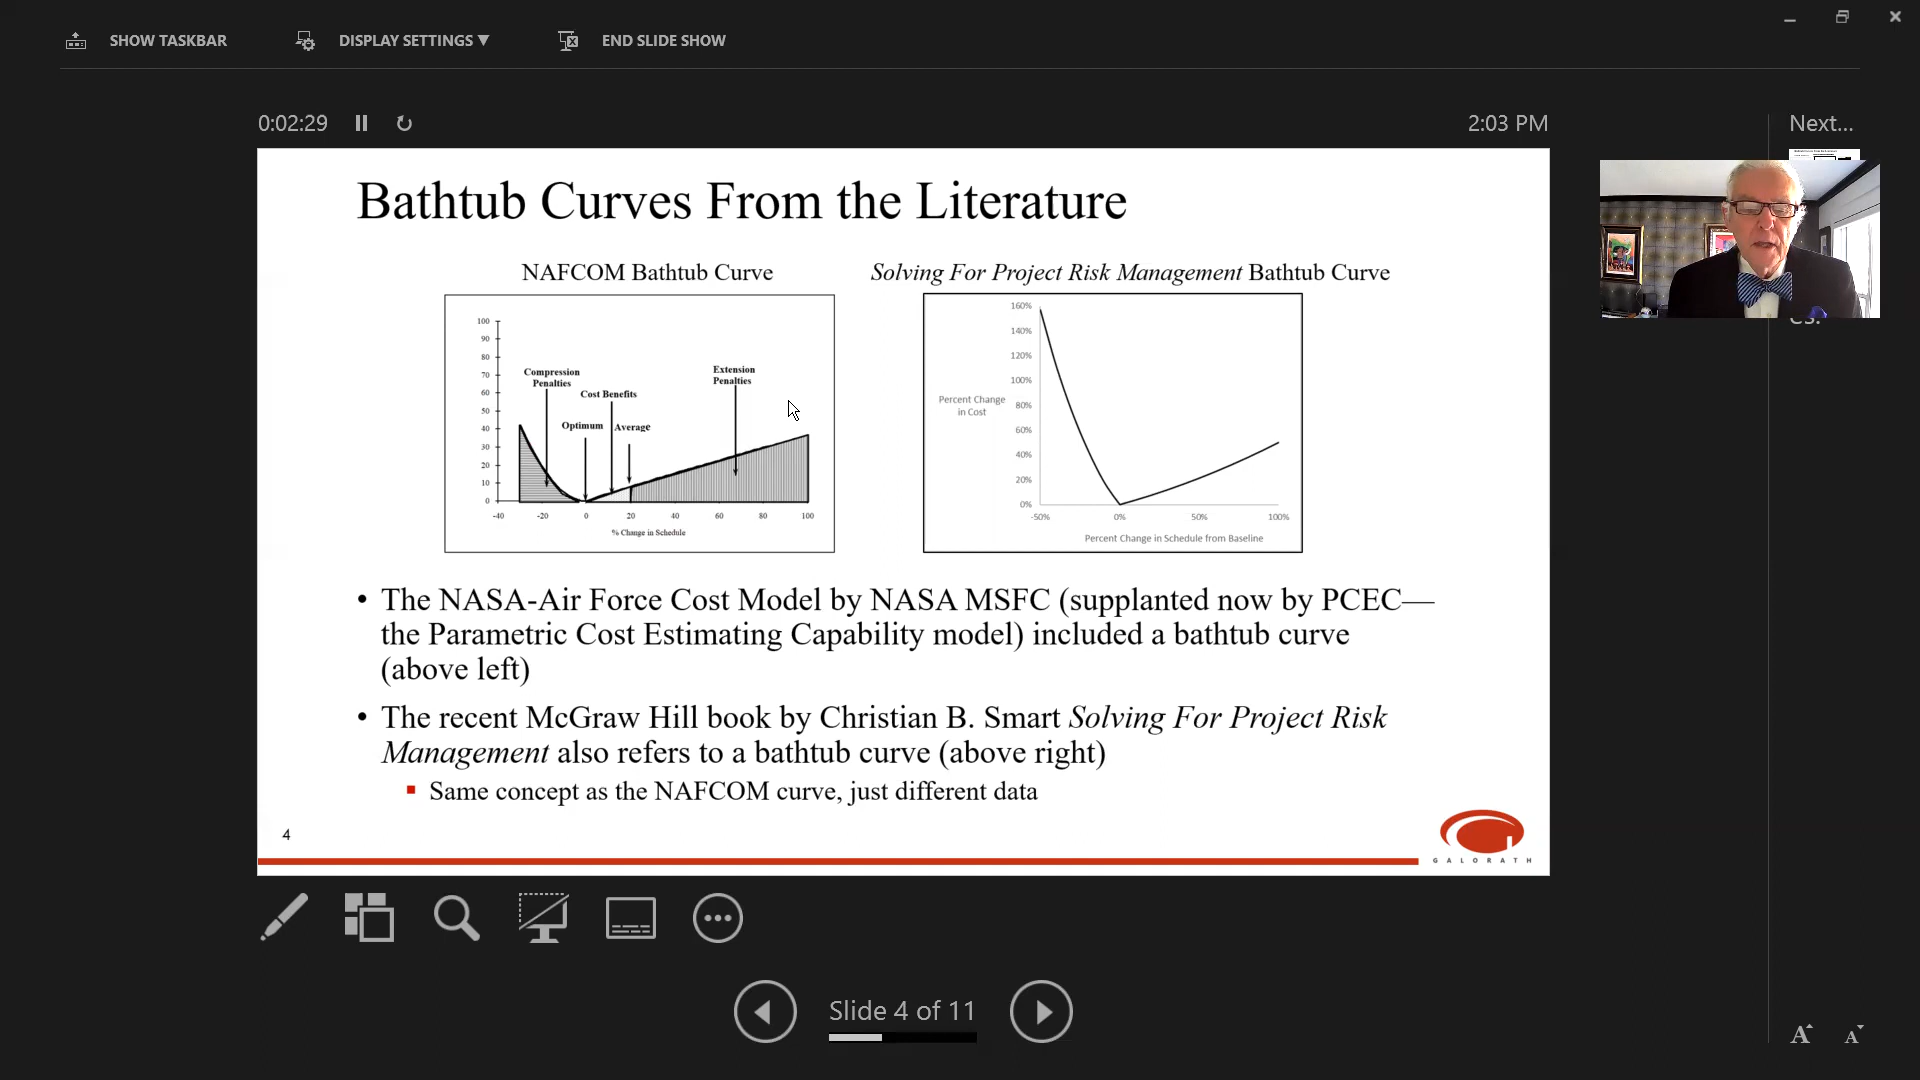 SHOW TASKBAR
DISPLAY SETTINGS ▼
END SLIDE SHOW
0:02:29
2:03 PM
Next...
Bathtub Curves From the Literature
NAFCOM Bathtub Curve
Solving For Project Risk Management Bathtub Curve
100
90
80
70
60
50
40
30
20
10
0
Compression
Penalties
Cost Benefits
Optimum
Average
Extension
Penalties
-40
-20
0
20
40
60
80
100
% Change in Schedule
160%
140%
120%
100%
80%
60%
40%
20%
0%
Percent Change
in Cost
-50%
0%
50%
100%
Percent Change in Schedule from Baseline
• The NASA-Air Force Cost Model by NASA MSFC (supplanted now by PCEC—
the Parametric Cost Estimating Capability model) included a bathtub curve
(above left)
• The recent McGraw Hill book by Christian B. Smart Solving For Project Risk
Management also refers to a bathtub curve (above right)
▪ Same concept as the NAFCOM curve, just different data
4
GALORATH
Slide 4 of 11
A
A